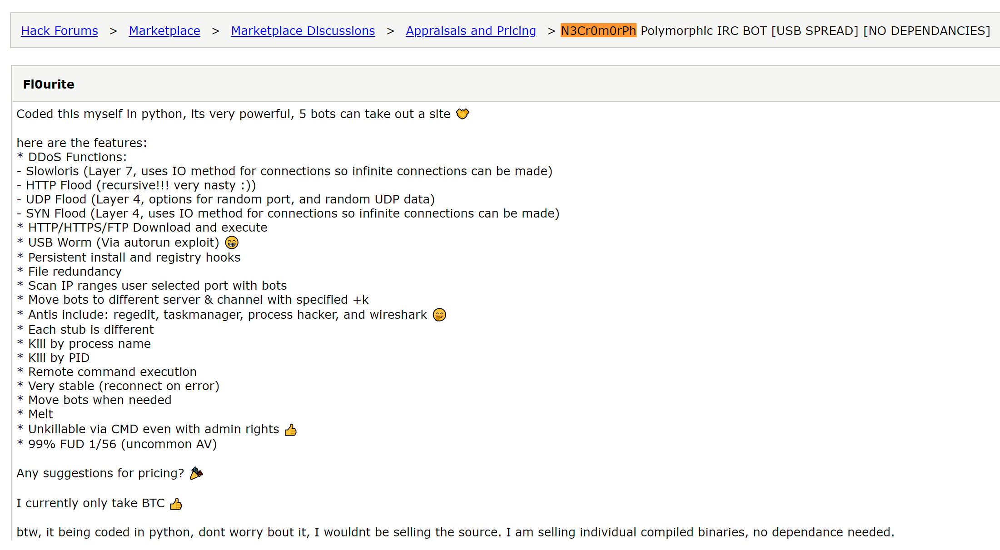 Hack Forums > Marketplace > Marketplace Discussions > Appraisals and Pricing > N3Cr0m0rPh Polymorphic IRC BOT [USB SPREAD] [NO DEPENDANCIES]
Fl0urite
Coded this myself in python, its very powerful, 5 bots can take out a site
here are the features:
* DDoS Functions:
- Slowloris (Layer 7, uses IO method for connections so infinite connections can be made)
- HTTP Flood (recursive!!! very nasty :))
- UDP Flood (Layer 4, options for random port, and random UDP data)
- SYN Flood (Layer 4, uses IO method for connections so infinite connections can be made)
* HTTP/HTTPS/FTP Download and execute
* USB Worm (Via autorun exploit) 😁
* Persistent install and registry hooks
* File redundancy
* Scan IP ranges user selected port with bots
* Move bots to different server & channel with specified +k
* Antis include: regedit, taskmanager, process hacker, and wireshark 🤭
* Each stub is different
* Kill by process name
* Kill by PID
* Remote command execution
* Very stable (reconnect on error)
* Move bots when needed
* Melt
* Unkillable via CMD even with admin rights 👍
* 99% FUD 1/56 (uncommon AV)
Any suggestions for pricing? 🎉
I currently only take BTC 👍
btw, it being coded in python, dont worry bout it, I wouldnt be selling the source. I am selling individual compiled binaries, no dependance needed.